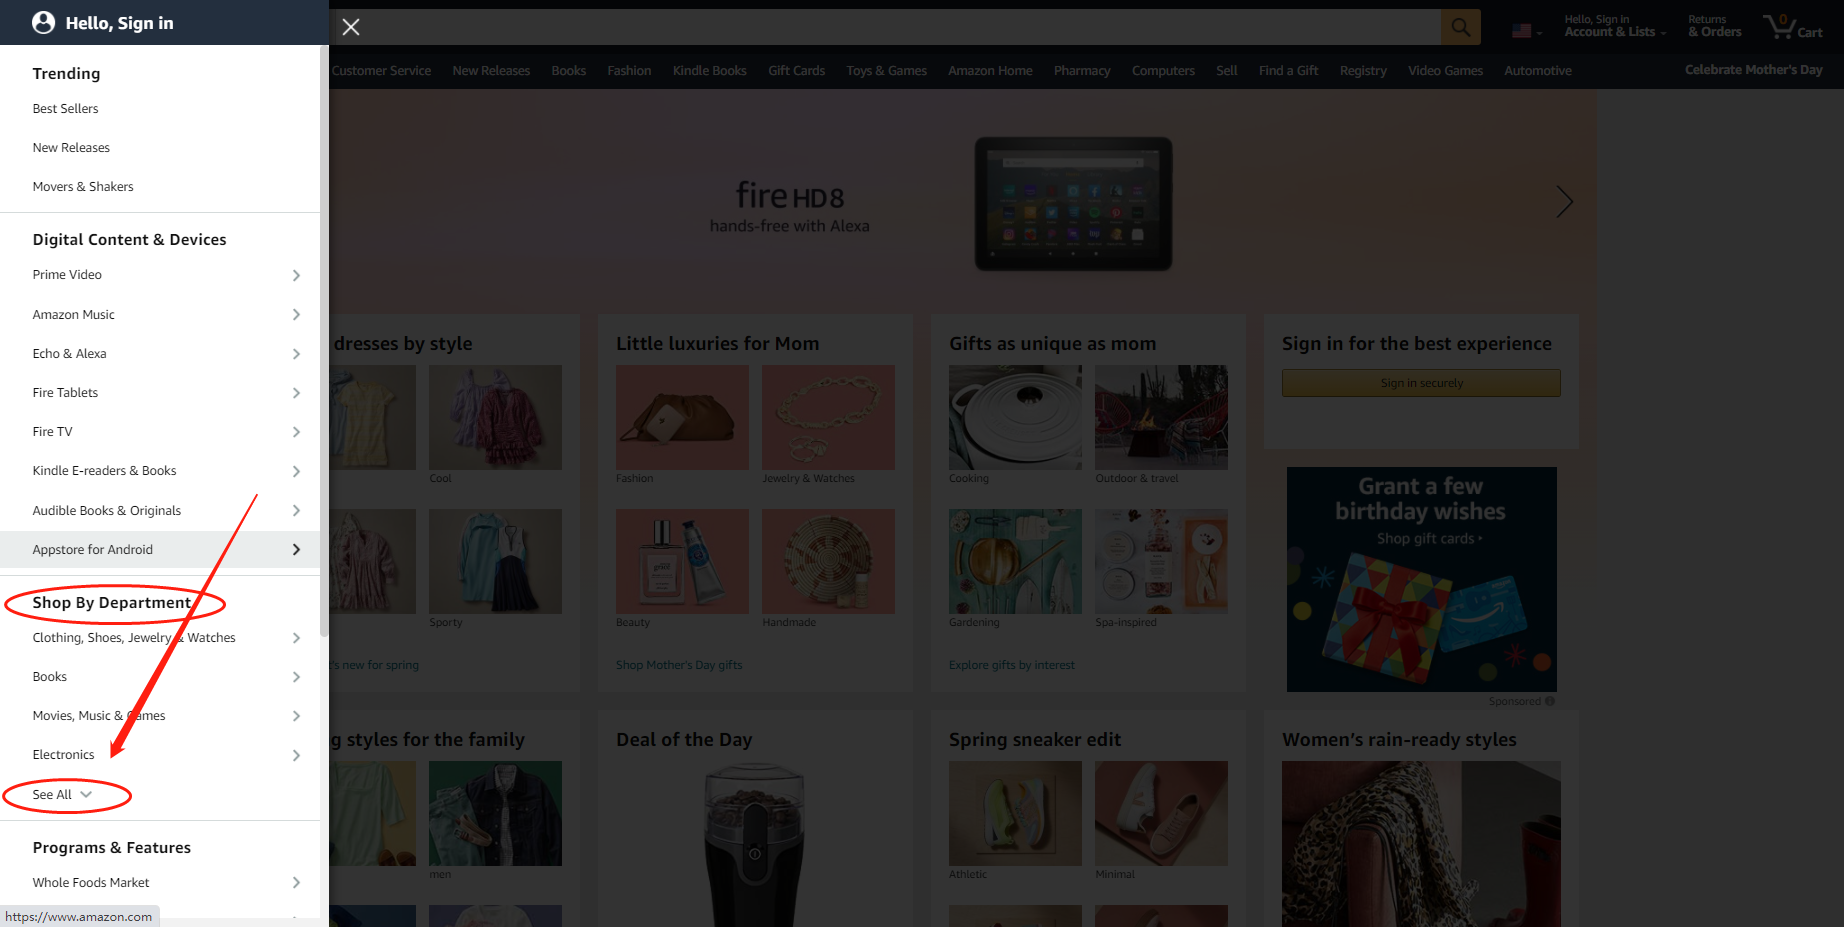 Hello, Sign in
Trending
Best Sellers
New Releases
Movers & Shakers
Digital Content & Devices
Prime Video
Amazon Music
Echo & Alexa
Fire Tablets
Fire TV
Kindle E-readers & Books
Audible Books & Originals
Appstore for Android
Shop By Department
Clothing, Shoes, Jewelry & Watches
Books
Movies, Music & Games
Electronics
See All
Programs & Features
Whole Foods Market
https://www.amazon.com
Hello, Sign in
Account & Lists
Returns
& Orders
0
Cart
Customer Service New Releases Books Fashion Kindle Books Gift Cards Toys & Games Amazon Home Pharmacy Computers Sell Find a Gift Registry Video Games Automotive Celebrate Mother's Day
fire HD8
hands-free with Alexa
dresses by style
Cool
Sporty
's new for spring
Little luxuries for Mom
Fashion Jewelry & Watches
Beauty Handmade
Shop Mother's Day gifts
Gifts as unique as mom
Cooking Outdoor & travel
Gardening Spa-inspired
Explore gifts by interest
Sign in for the best experience
Sign in securely
Grant a few
birthday wishes
Shop gift cards
Sponsored
g styles for the family
men
Deal of the Day
Spring sneaker edit
Athletic Minimal
Women's rain-ready styles